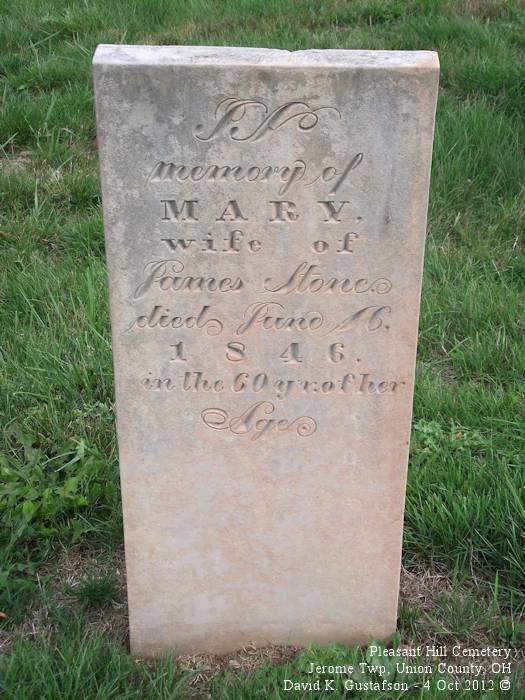 IN
memory of
MARY,
wife of
James Stone
died June 16.
1846.
in the 60 yr. of her
Age
Pleasant Hill Cemetery
Jerome Twp, Union County, OH
David K. Gustafson - 4 Oct 2012 ©